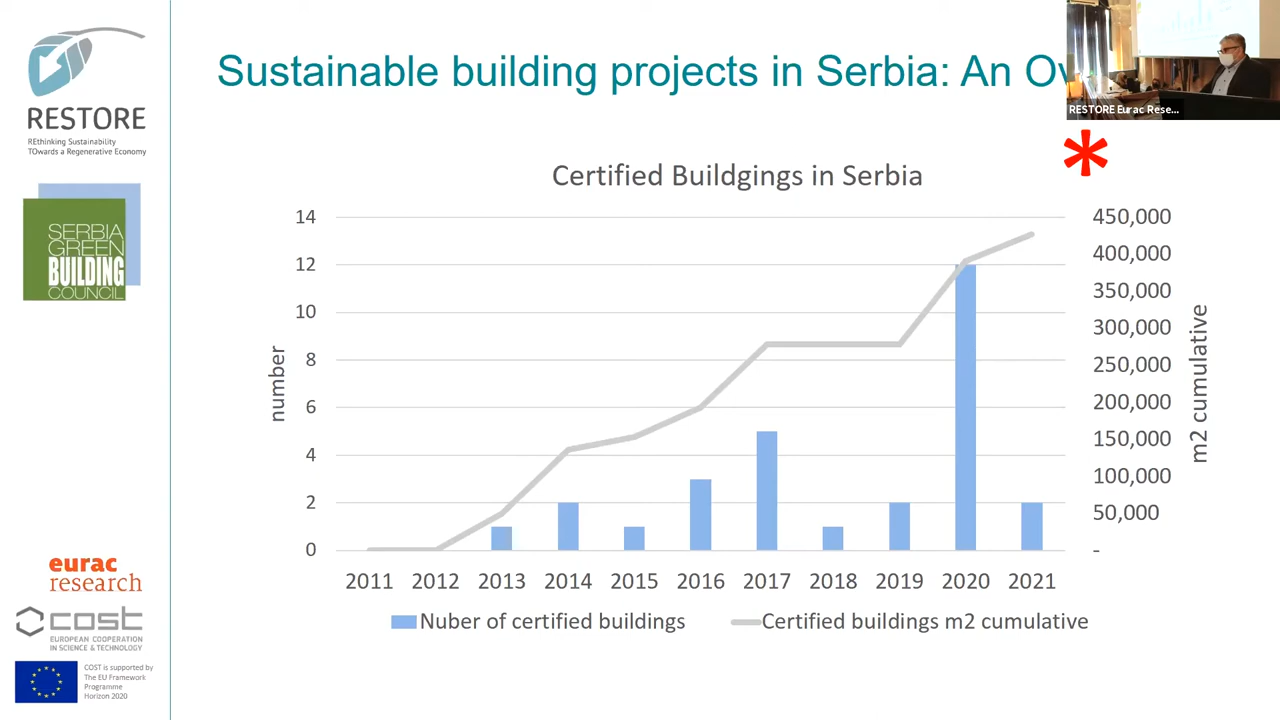 RESTORE
REthinking Sustainability
TOwards a Regenerative Economy
SERBIA
GREEN
BUILDING
COUNCIL
eurac
research
cost
EUROPEAN COOPERATION
IN SCIENCE & TECHNOLOGY
COST is supported by
The EU Framework
Programme
Horizon 2020
Sustainable building projects in Serbia: An Ov
RESTORE Eurac Rese...
*
Certified Buildgings in Serbia
number
14
12
10
8
6
4
2
0
450,000
400,000
350,000
300,000
250,000
200,000
150,000
100,000
50,000
-
m2 cumulative
2011 2012 2013 2014 2015 2016 2017 2018 2019 2020 2021
Nuber of certified buildings Certified buildings m2 cumulative